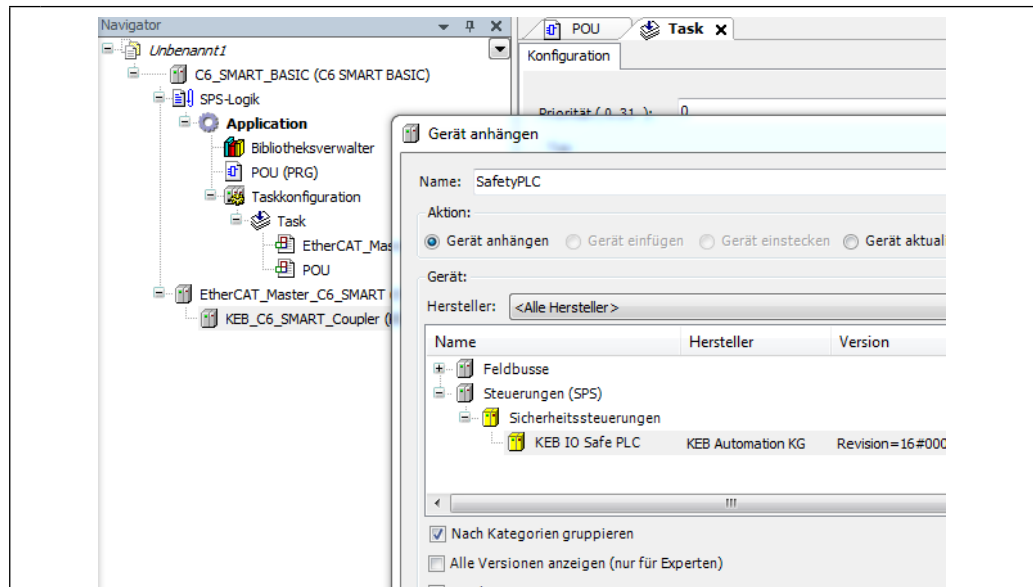 Navigator
Unbenannt1
C6_SMART_BASIC (C6 SMART BASIC)
SPS-Logik
Application
Bibliotheksverwalter
POU (PRG)
Taskkonfiguration
Task
EtherCAT_Mas
POU
EtherCAT_Master_C6_SMART
KEB_C6_SMART_Coupler (
POU
Task
Konfiguration
Priorität ( 0..31 ): 0
Gerät anhängen
Name: SafetyPLC
Aktion:
Gerät anhängen Gerät einfügen Gerät einstecken Gerät aktual
Gerät:
Hersteller: <Alle Hersteller>
Name Hersteller Version
Feldbusse
Steuerungen (SPS)
Sicherheitssteuerungen
KEB IO Safe PLC KEB Automation KG Revision=16#000
Nach Kategorien gruppieren
Alle Versionen anzeigen (nur für Experten)